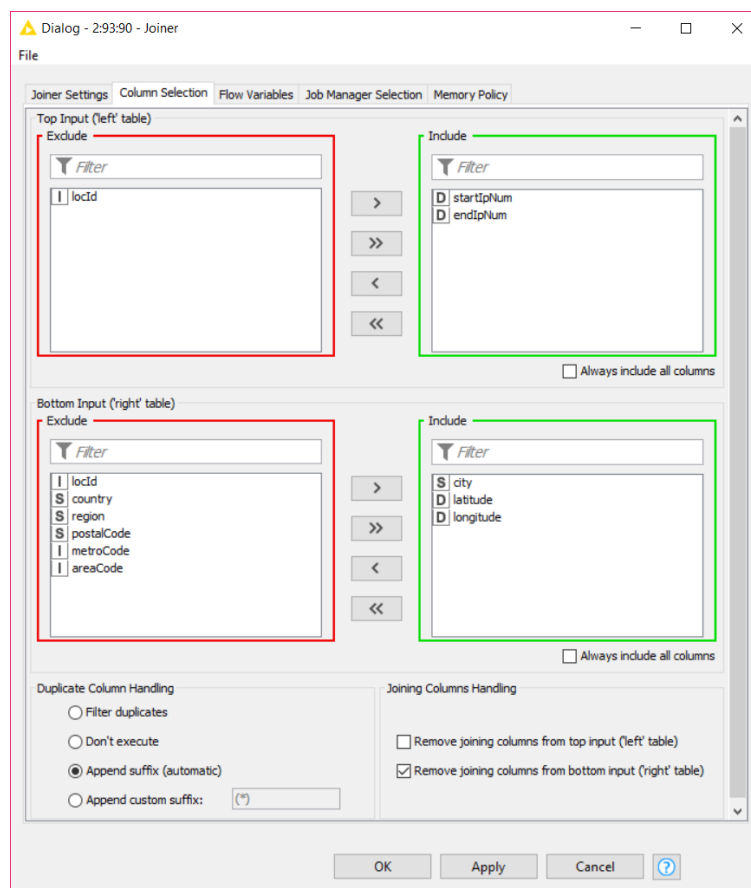 Dialog - 2:93:90 - Joiner
File
Joiner Settings Column Selection Flow Variables Job Manager Selection Memory Policy
Top Input ('left' table)
Exclude
Filter
I locId
>
>>
<
<<
Include
Filter
D startIpNum
D endIpNum
Always include all columns
Bottom Input ('right' table)
Exclude
Filter
I locId
S country
S region
S postalCode
I metroCode
I areaCode
>
>>
<
<<
Include
Filter
S city
D latitude
D longitude
Always include all columns
Duplicate Column Handling
Filter duplicates
Don't execute
Append suffix (automatic)
Append custom suffix: (*)
Joining Columns Handling
Remove joining columns from top input ('left' table)
Remove joining columns from bottom input ('right' table)
OK Apply Cancel ?